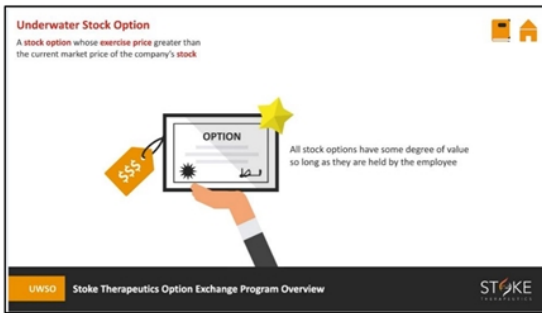 Underwater Stock Option
A stock option whose exercise price greater than
the current market price of the company's stock
OPTION
$$$
All stock options have some degree of value
so long as they are held by the employee
UWSO
Stoke Therapeutics Option Exchange Program Overview
STOKE
THERAPEUTICS